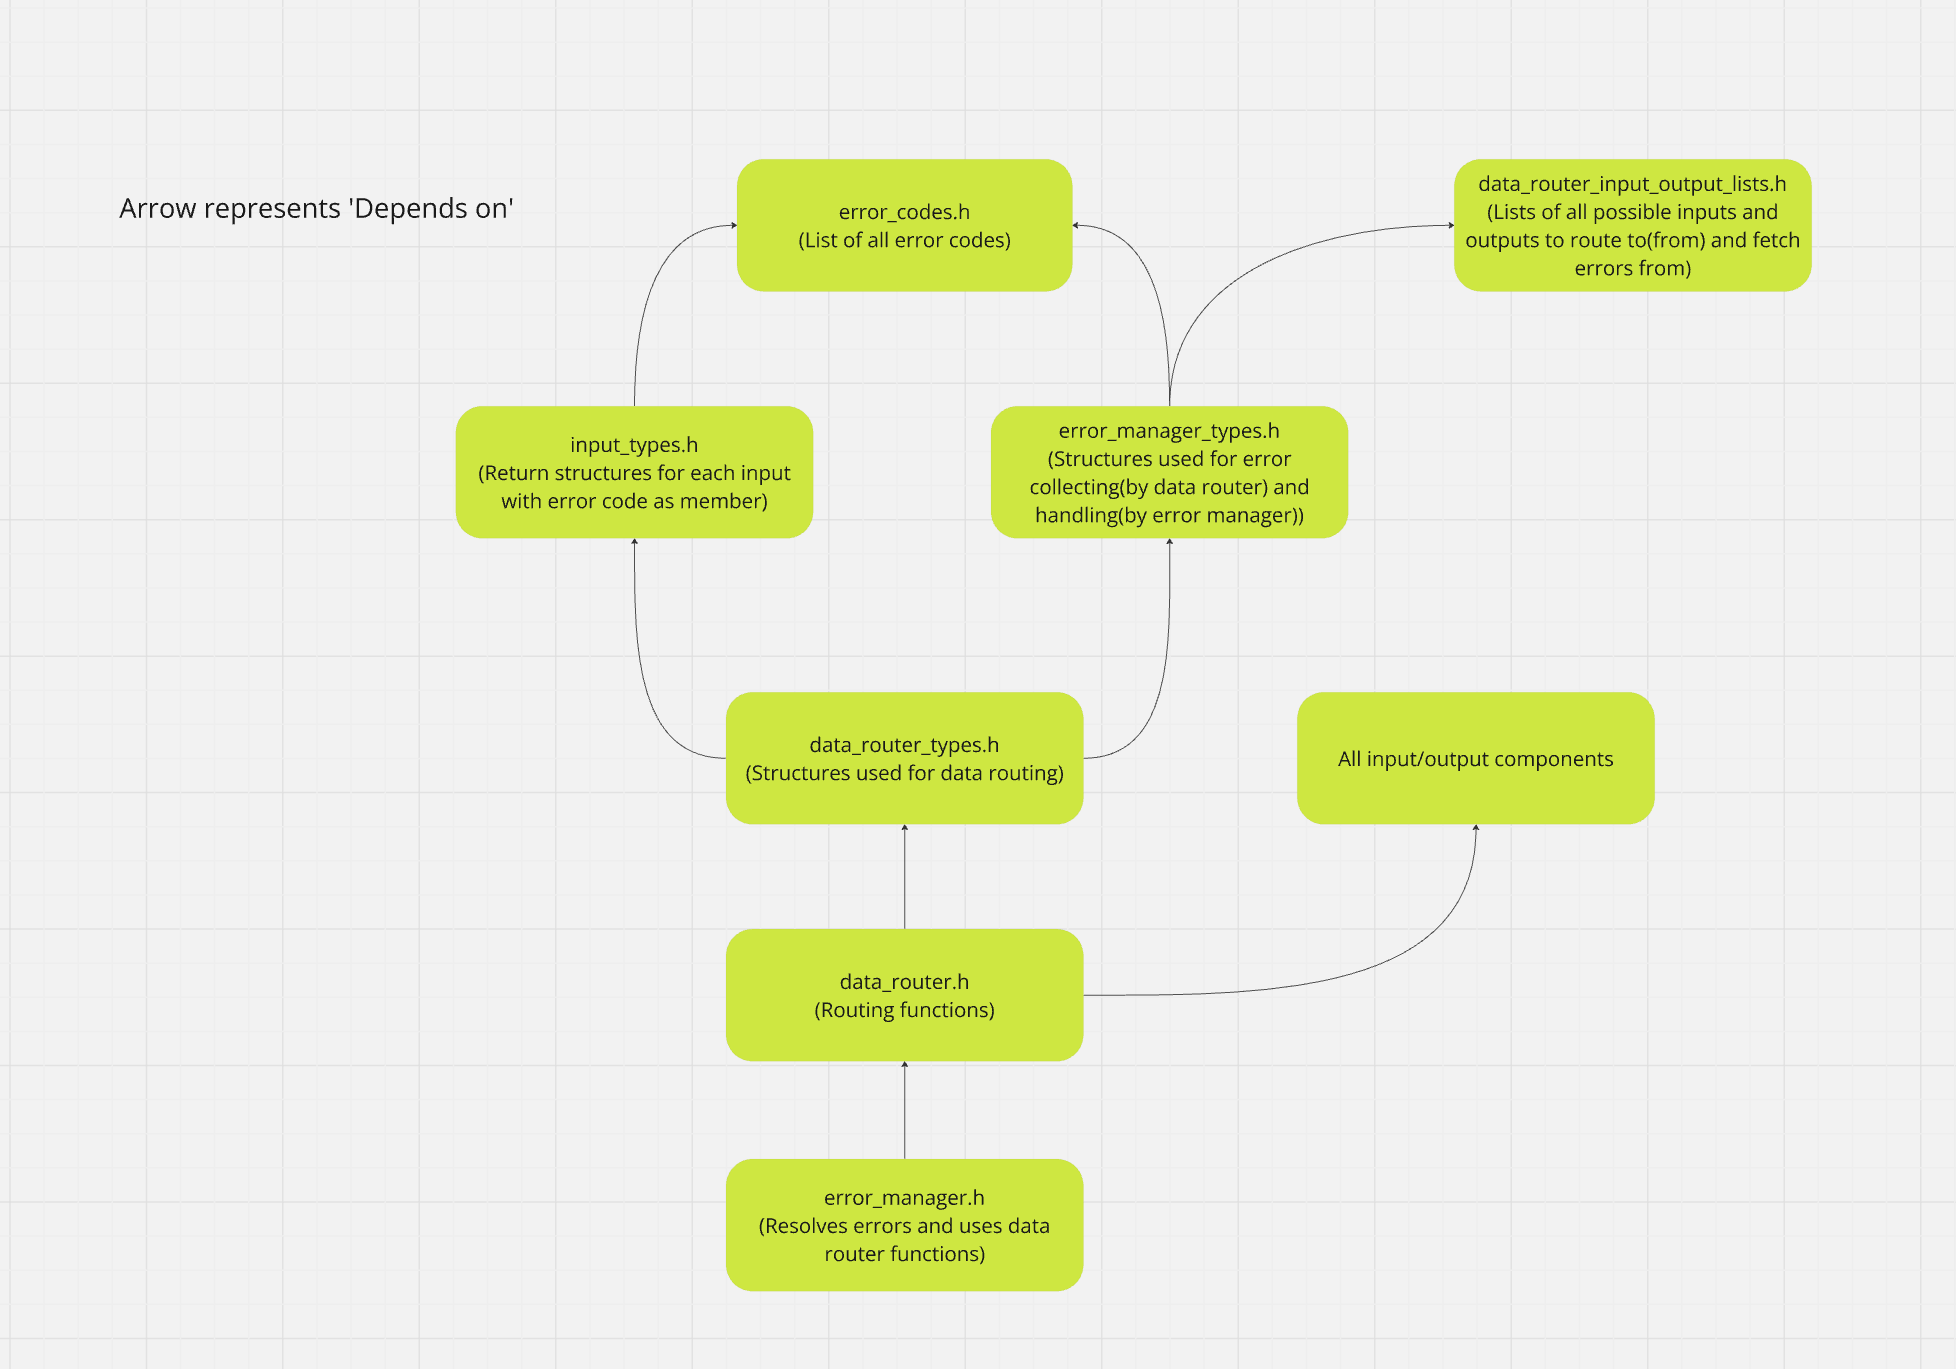 Arrow represents 'Depends on'
error_codes.h
(List of all error codes)
data_router_input_output_lists.h
(Lists of all possible inputs and
outputs to route to(from) and fetch
errors from)
input_types.h
(Return structures for each input
with error code as member)
error_manager_types.h
(Structures used for error
collecting(by data router) and
handling(by error manager))
data_router_types.h
(Structures used for data routing)
All input/output components
data_router.h
(Routing functions)
error_manager.h
(Resolves errors and uses data
router functions)